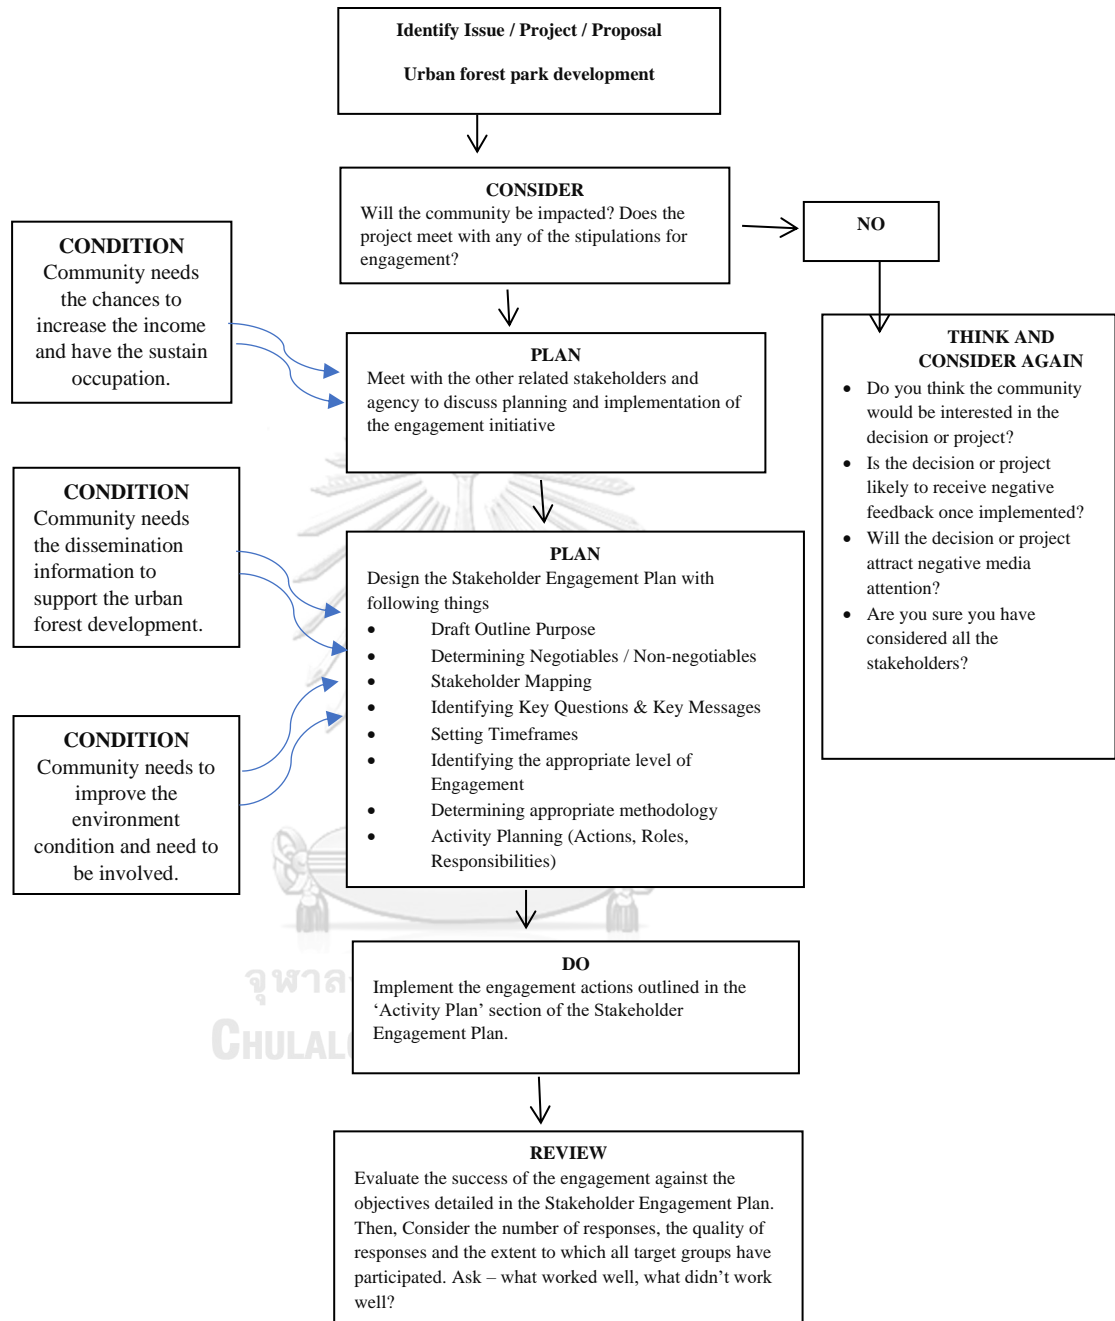 Identify Issue / Project / Proposal
Urban forest park development
CONSIDER
Will the community be impacted? Does the
project meet with any of the stipulations for
engagement?
NO
CONDITION
Community needs
the chances to
increase the income
and have the sustain
occupation.
PLAN
Meet with the other related stakeholders and
agency to discuss planning and implementation of
the engagement initiative
THINK AND
CONSIDER AGAIN
• Do you think the community
would be interested in the
decision or project?
• Is the decision or project
likely to receive negative
feedback once implemented?
• Will the decision or project
attract negative media
attention?
• Are you sure you have
considered all the
stakeholders?
CONDITION
Community needs
the dissemination
information to
support the urban
forest development.
PLAN
Design the Stakeholder Engagement Plan with
following things
• Draft Outline Purpose
• Determining Negotiables / Non-negotiables
• Stakeholder Mapping
• Identifying Key Questions & Key Messages
• Setting Timeframes
• Identifying the appropriate level of
Engagement
• Determining appropriate methodology
• Activity Planning (Actions, Roles,
Responsibilities)
CONDITION
Community needs to
improve the
environment
condition and need to
be involved.
DO
Implement the engagement actions outlined in the
‘Activity Plan’ section of the Stakeholder
Engagement Plan.
จุฬาล
CHULAL
REVIEW
Evaluate the success of the engagement against the
objectives detailed in the Stakeholder Engagement Plan.
Then, Consider the number of responses, the quality of
responses and the extent to which all target groups have
participated. Ask – what worked well, what didn’t work
well?